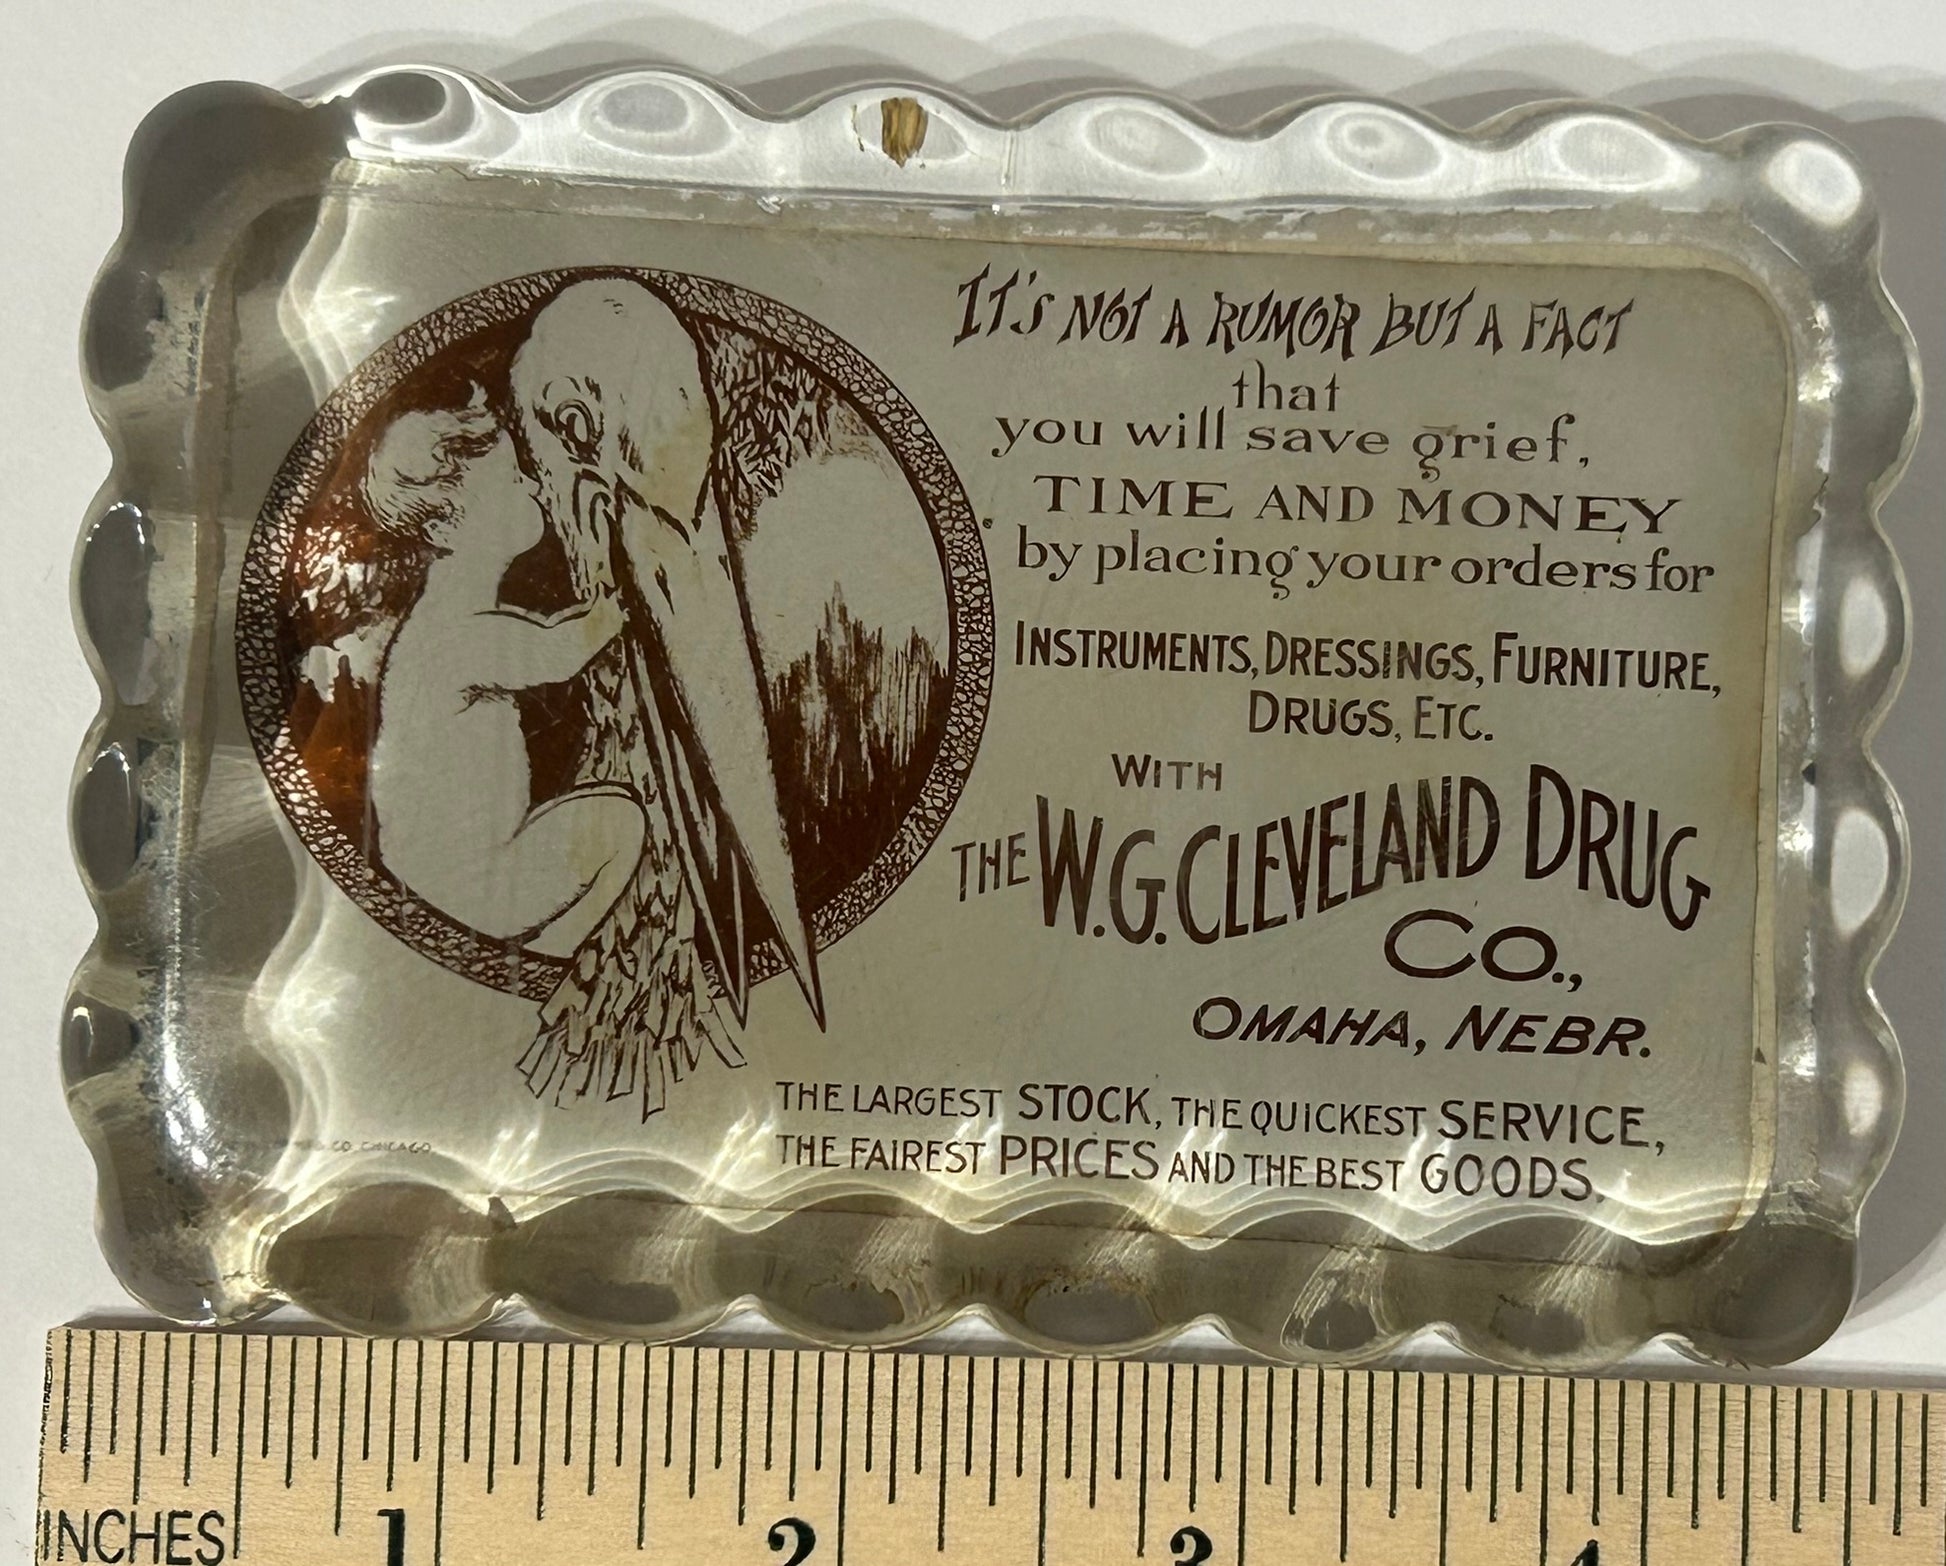 It's not a rumor but a fact
that
you will save grief,
TIME AND MONEY
by placing your orders for
INSTRUMENTS, DRESSINGS, FURNITURE,
DRUGS, ETC.
WITH
THE W.G. CLEVELAND DRUG
CO.,
OMAHA, NEBR.
THE LARGEST STOCK, THE QUICKEST SERVICE,
THE FAIREST PRICES AND THE BEST GOODS.
CO. CHICAGO
INCHES 1 2 3 4